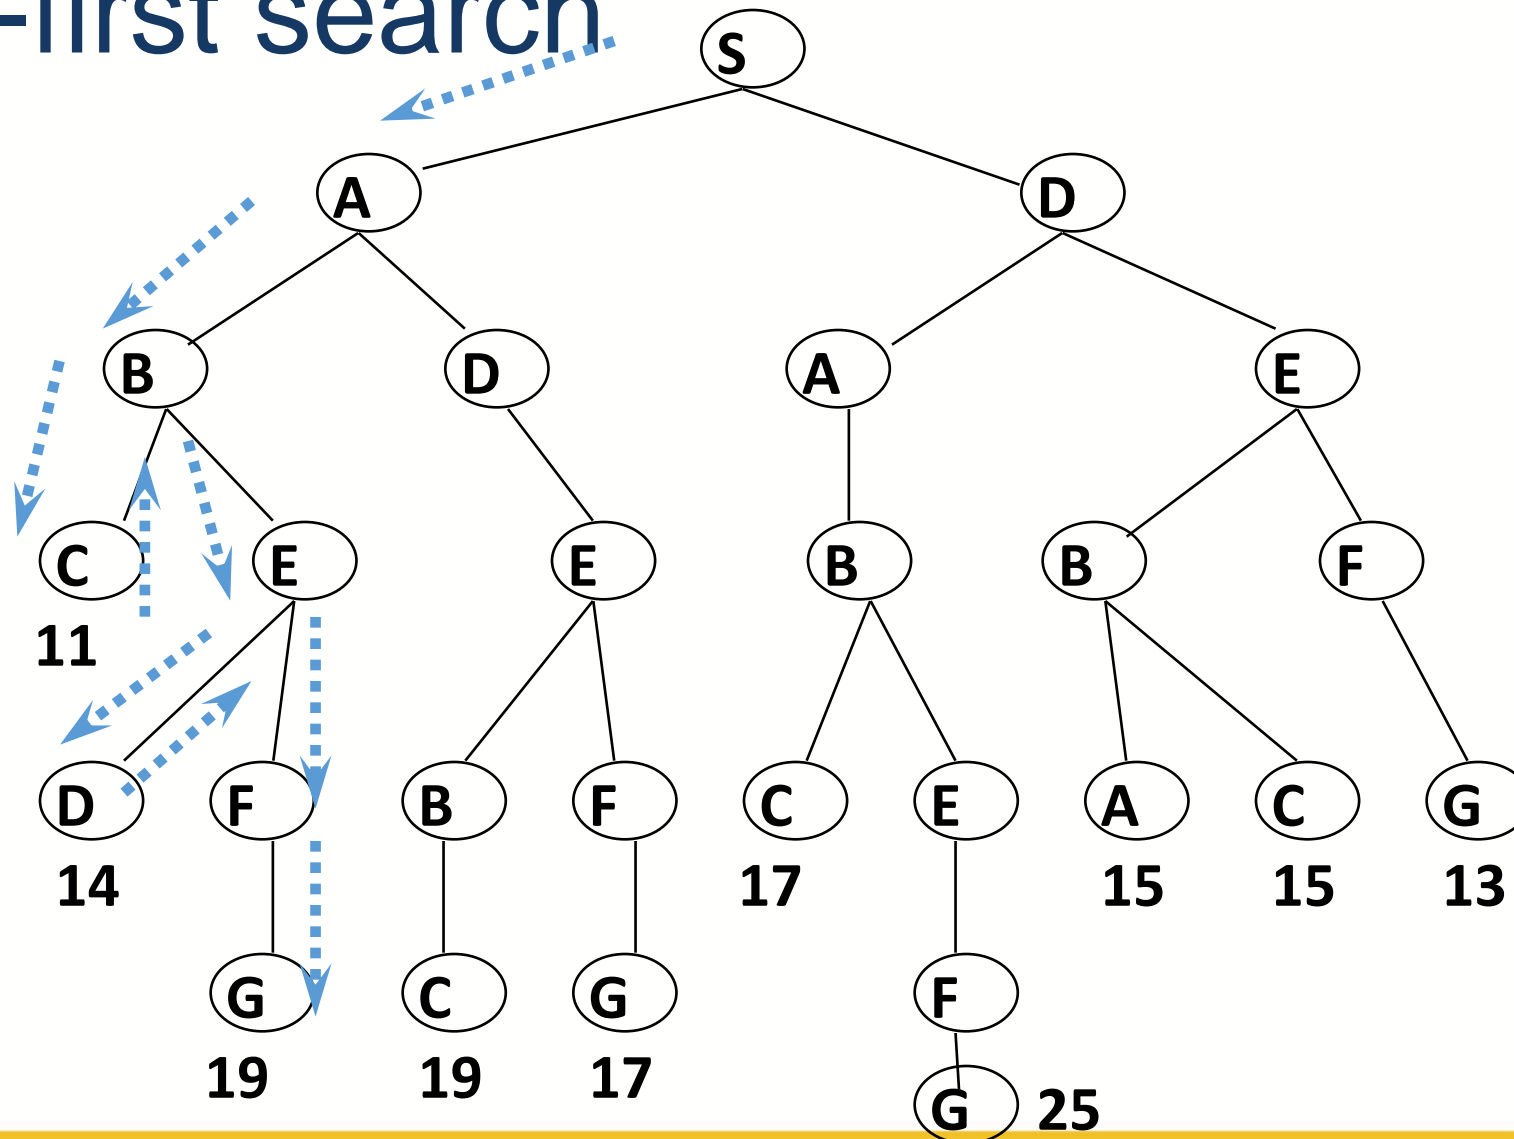 -first search
S
A D
B D A E
C E E B B F
11
D F B F C E A C G
14 17 15 15 13
G C G F
19 19 17
G 25